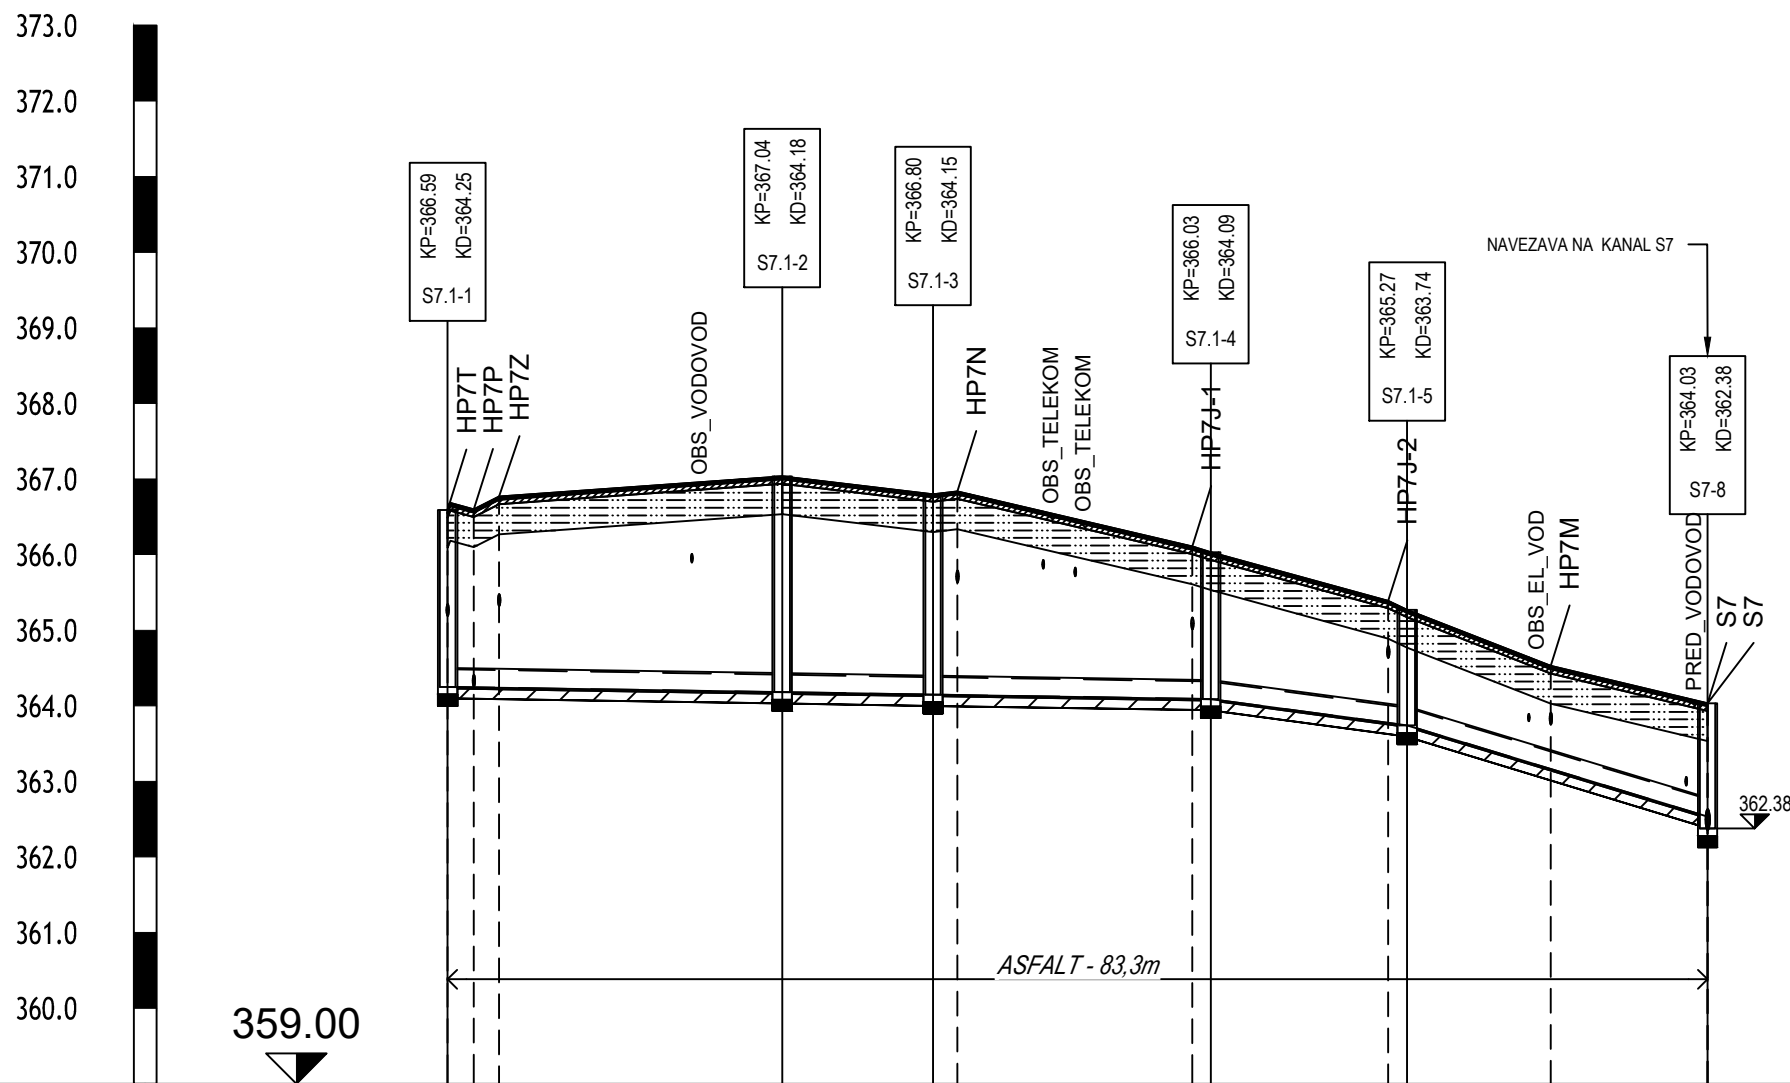 373.0
372.0
371.0
370.0
369.0
368.0
367.0
366.0
365.0
364.0
363.0
362.0
361.0
360.0
359.00
KP=366.59
KD=364.25
S7.1-1
KP=367.04
KD=364.18
S7.1-2
KP=366.80
KD=364.15
S7.1-3
KP=366.03
KD=364.09
S7.1-4
KP=365.27
KD=363.74
S7.1-5
NAVEZAVA NA KANAL S7
KP=364.03
KD=362.38
S7-8
HP7T
HP7P
HP7Z
OBS_VODOVOD
HP7N
OBS_TELEKOM
OBS_TELEKOM
HP7J-1
HP7J-2
OBS_EL_VOD
HP7M
PRED_VODOVOD
S7
S7
362.38
ASFALT - 83,3m